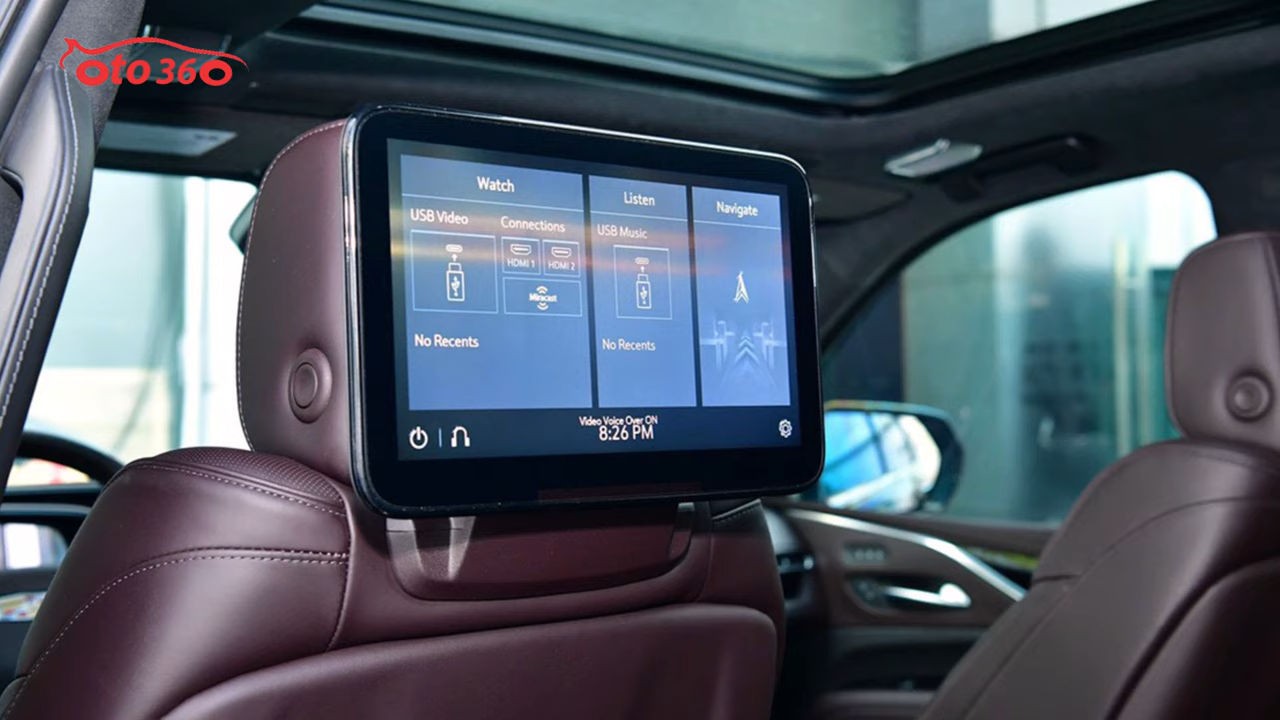 oto360
Watch
USB Video
Connections
HDMI 1
HDMI 2
Miracast
No Recents
Listen
USB Music
No Recents
Navigate
Video Voice Over ON
8:26 PM